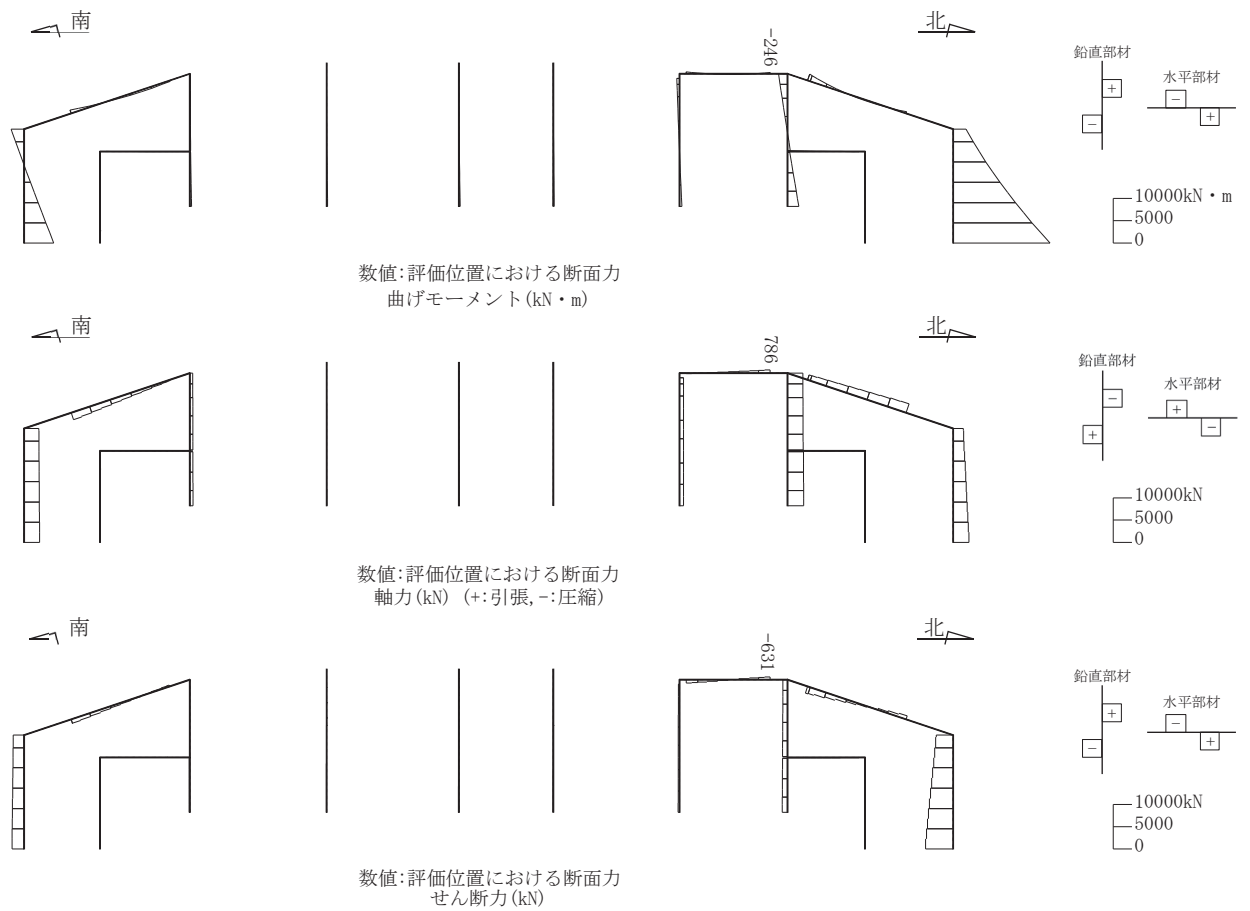 南
北
-246
鉛直部材
+
-
水平部材
-
+
10000kN・m
5000
0
数値:評価位置における断面力
曲げモーメント(kN・m)
南
北
786
鉛直部材
-
+
水平部材
+
-
10000kN
5000
0
数値:評価位置における断面力
軸力(kN) (+:引張,-:圧縮)
南
北
-631
鉛直部材
+
-
水平部材
-
+
10000kN
5000
0
数値:評価位置における断面力
せん断力(kN)